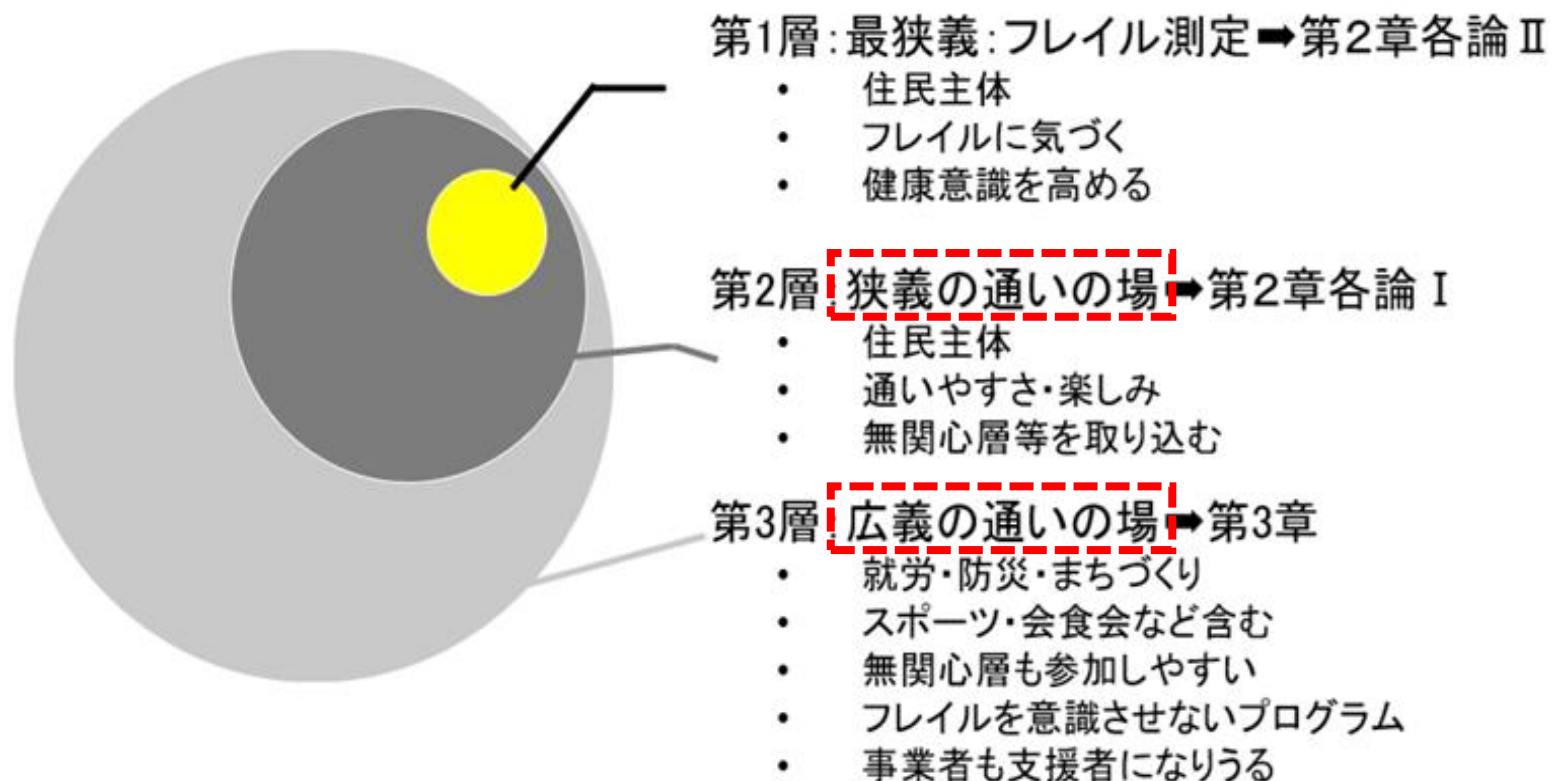 第1層:最狭義:フレイル測定➡第2章各論Ⅱ
• 住民主体
• フレイルに気づく
• 健康意識を高める
第2層:狭義の通いの場➡第2章各論Ⅰ
• 住民主体
• 通いやすさ・楽しみ
• 無関心層等を取り込む
第3層:広義の通いの場➡第3章
• 就労・防災・まちづくり
• スポーツ・会食会など含む
• 無関心層も参加しやすい
• フレイルを意識させないプログラム
• 事業者も支援者になりうる